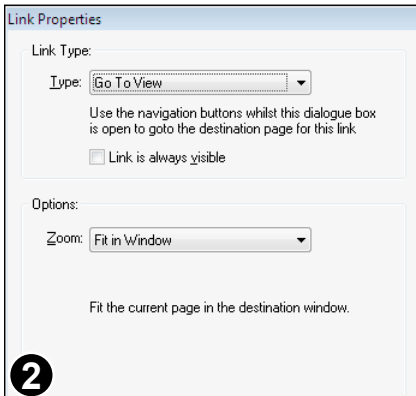 Link Properties
Link Type:
Type: Go To View
Use the navigation buttons whilst this dialogue box
is open to goto the destination page for this link
Link is always visible
Options:
Zoom: Fit in Window
Fit the current page in the destination window.
2